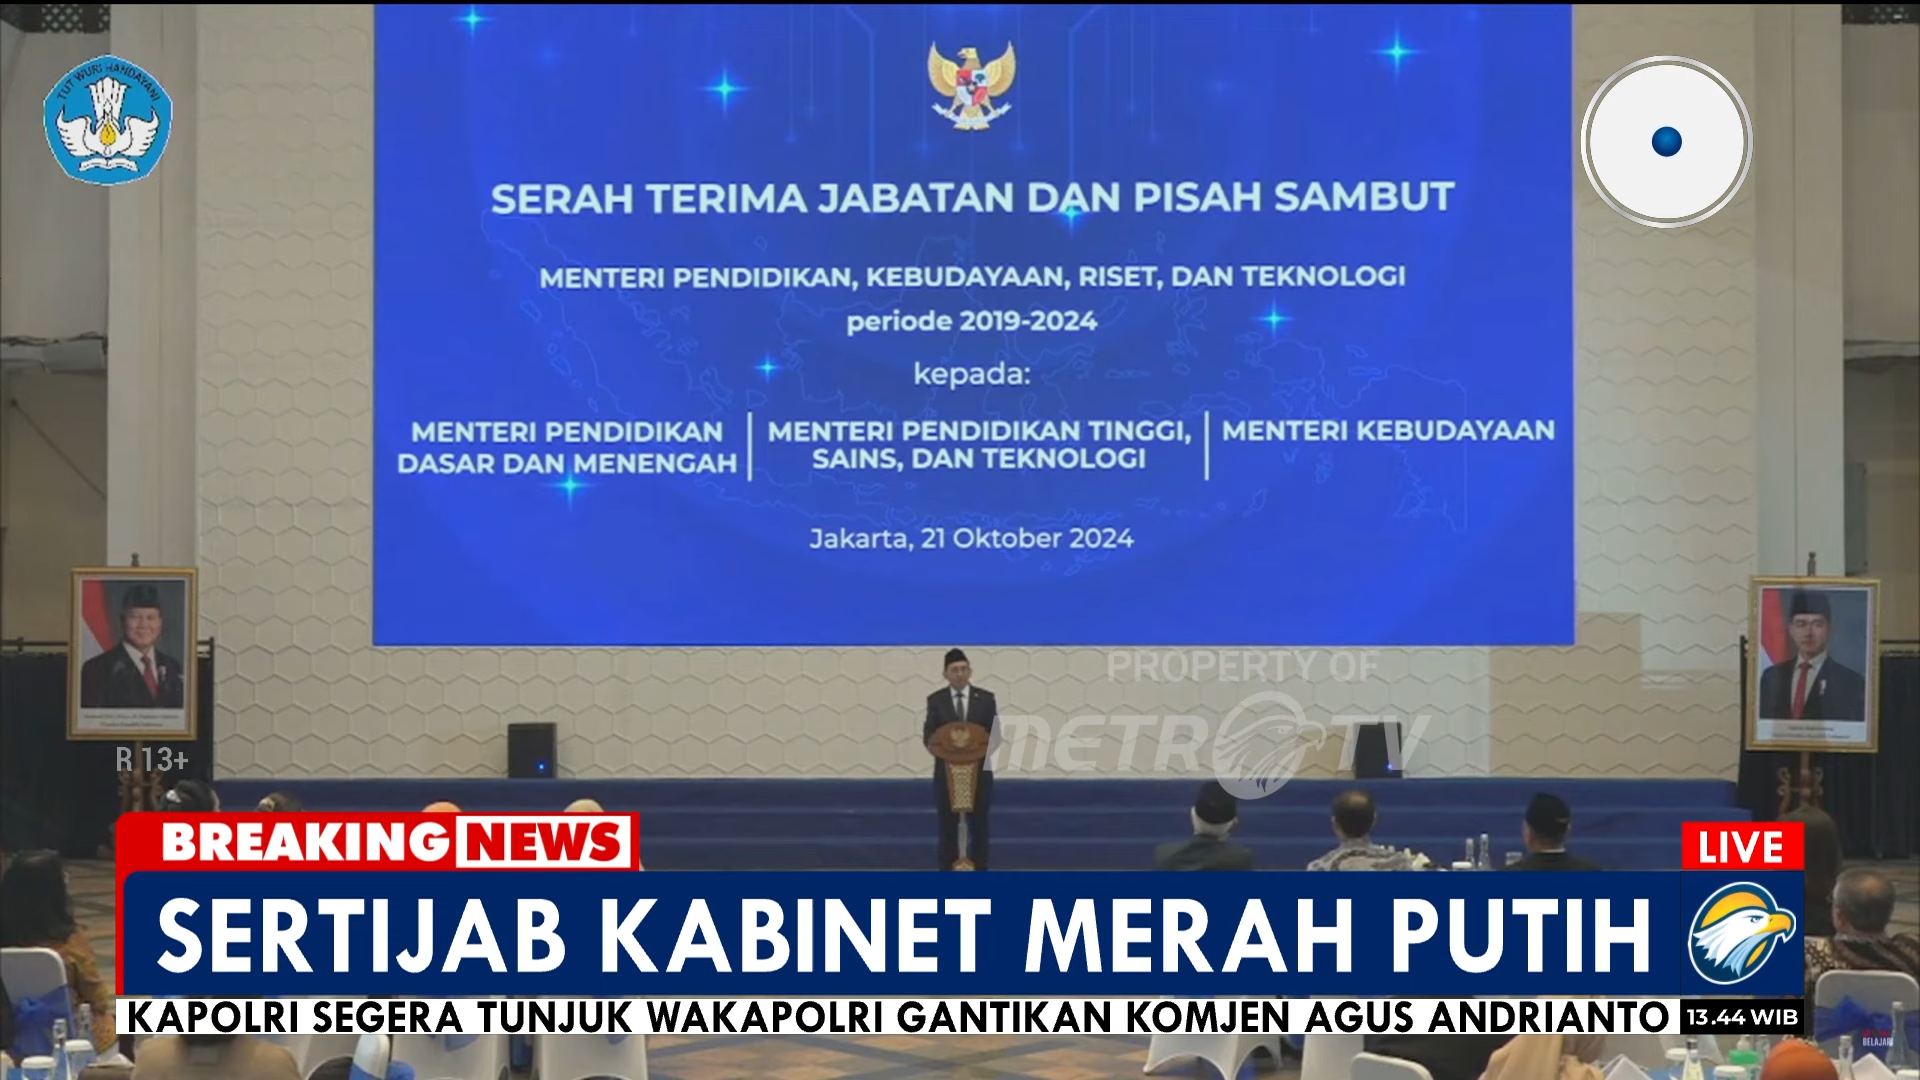 TUT WURI HANDAYANI
SERAH TERIMA JABATAN DAN PISAH SAMBUT
MENTERI PENDIDIKAN, KEBUDAYAAN, RISET, DAN TEKNOLOGI
periode 2019-2024
kepada:
MENTERI PENDIDIKAN
DASAR DAN MENENGAH
MENTERI PENDIDIKAN TINGGI,
SAINS, DAN TEKNOLOGI
MENTERI KEBUDAYAAN
Jakarta, 21 Oktober 2024
PROPERTY OF
METRO TV
R 13+
BREAKING NEWS
LIVE
SERTIJAB KABINET MERAH PUTIH
KAPOLRI SEGERA TUNJUK WAKAPOLRI GANTIKAN KOMJEN AGUS ANDRIANTO
13.44 WIB
BELAJAR